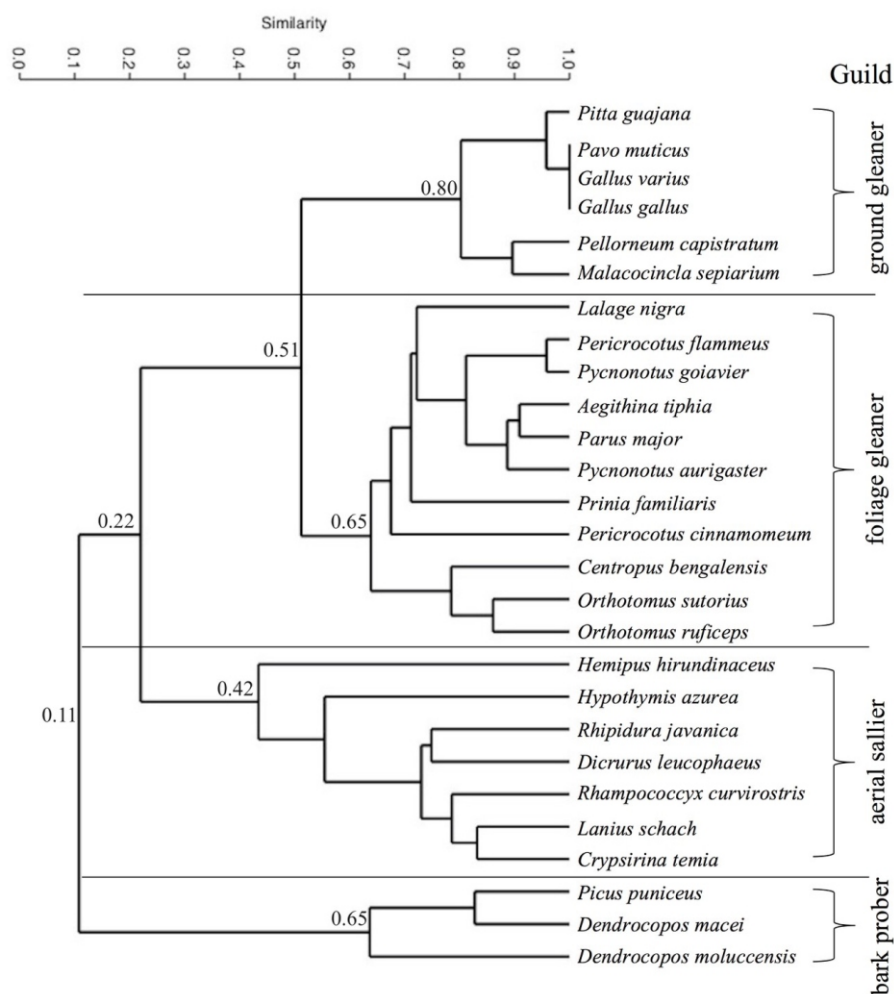 Similarity
0.0 0.1 0.2 0.3 0.4 0.5 0.6 0.7 0.8 0.9 1.0
Guild
Pitta guajana
Pavo muticus
Gallus varius
Gallus gallus
Pellorneum capistratum
Malacocincla sepiarium
ground gleaner
0.80
Lalage nigra
Pericrocotus flammeus
Pycnonotus goiavier
Aegithina tiphia
Parus major
Pycnonotus aurigaster
Prinia familiaris
Pericrocotus cinnamomeum
Centropus bengalensis
Orthotomus sutorius
Orthotomus ruficeps
foliage gleaner
0.51
0.65
0.22
Hemipus hirundinaceus
Hypothymis azurea
Rhipidura javanica
Dicrurus leucophaeus
Rhampococcyx curvirostris
Lanius schach
Crypsirina temia
aerial sallier
0.42
0.11
Picus puniceus
Dendrocopos macei
Dendrocopos moluccensis
bark prober
0.65